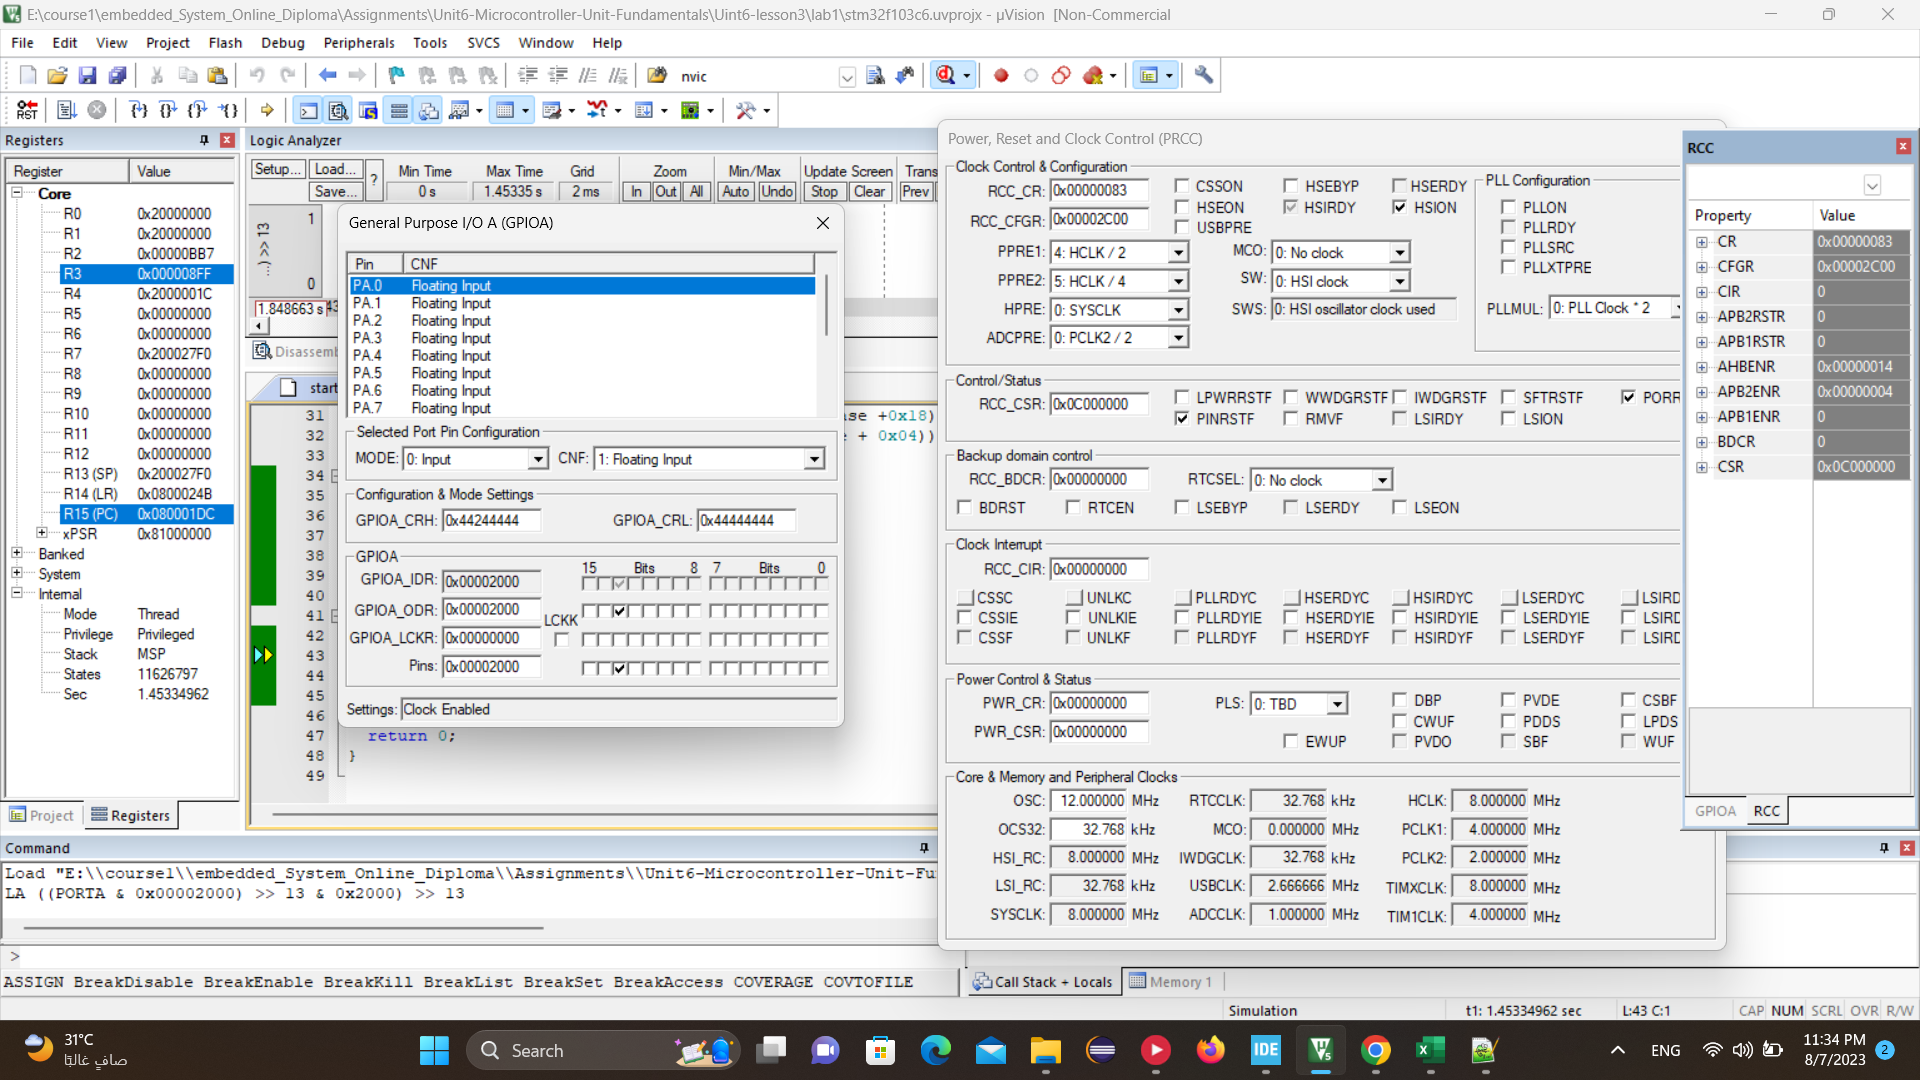 E:\course1\embedded_System_Online_Diploma\Assignments\Unit6-Microcontroller-Unit-Fundamentals\Uint6-lesson3\lab1\stm32f103c6.uvprojx - µVision [Non-Commercial
File Edit View Project Flash Debug Peripherals Tools SVCS Window Help
nvic
RST
Registers
Register Value
Core
R0 0x20000000
R1 0x20000000
R2 0x00000BB7
R3 0x000008FF
R4 0x2000001C
R5 0x00000000
R6 0x00000000
R7 0x200027F0
R8 0x00000000
R9 0x00000000
R10 0x00000000
R11 0x00000000
R12 0x00000000
R13 (SP) 0x200027F0
R14 (LR) 0x0800024B
R15 (PC) 0x080001DC
xPSR 0x81000000
Banked
System
Internal
Mode Thread
Privilege Privileged
Stack MSP
States 11626797
Sec 1.45334962
Project Registers
Logic Analyzer
Setup... Load... Save... ?
Min Time Max Time Grid Zoom Min/Max Update Screen Trans
0 s 1.45335 s 2 ms In Out All Auto Undo Stop Clear Prev
...) >> 13
1
0
1.848663 s
Disassemb
start
31 ase +0x18)
32 e + 0x04))
33
34
35
36
37
38
39
40
41
42
43
44
45
46
47 return 0;
48 }
49
General Purpose I/O A (GPIOA)
Pin CNF
PA.0 Floating Input
PA.1 Floating Input
PA.2 Floating Input
PA.3 Floating Input
PA.4 Floating Input
PA.5 Floating Input
PA.6 Floating Input
PA.7 Floating Input
Selected Port Pin Configuration
MODE: 0: Input CNF: 1: Floating Input
Configuration & Mode Settings
GPIOA_CRH: 0x44244444 GPIOA_CRL: 0x44444444
GPIOA
15 Bits 8 7 Bits 0
GPIOA_IDR: 0x00002000
GPIOA_ODR: 0x00002000
LCKK
GPIOA_LCKR: 0x00000000
Pins: 0x00002000
Settings: Clock Enabled
Power, Reset and Clock Control (PRCC)
Clock Control & Configuration
RCC_CR: 0x00000083 CSSON HSEBYP HSERDY
HSEON HSIRDY HSION
RCC_CFGR: 0x00002C00 USBPRE
PPRE1: 4: HCLK / 2 MCO: 0: No clock
PPRE2: 5: HCLK / 4 SW: 0: HSI clock
HPRE: 0: SYSCLK SWS: 0: HSI oscillator clock used
ADCPRE: 0: PCLK2 / 2
PLL Configuration
PLLON
PLLRDY
PLLSRC
PLLXTPRE
PLLMUL: 0: PLL Clock * 2
Control/Status
RCC_CSR: 0x0C000000 LPWRRSTF WWDGRSTF IWDGRSTF SFTRSTF PORR
PINRSTF RMVF LSIRDY LSION
Backup domain control
RCC_BDCR: 0x00000000 RTCSEL: 0: No clock
BDRST RTCEN LSEBYP LSERDY LSEON
Clock Interrupt
RCC_CIR: 0x00000000
CSSC UNLKC PLLRDYC HSERDYC HSIRDYC LSERDYC LSIRD
CSSIE UNLKIE PLLRDYIE HSERDYIE HSIRDYIE LSERDYIE LSIRD
CSSF UNLKF PLLRDYF HSERDYF HSIRDYF LSERDYF LSIRD
Power Control & Status
PWR_CR: 0x00000000 PLS: 0: TBD DBP PVDE CSBF
CWUF PDDS LPDS
PWR_CSR: 0x00000000 EWUP PVDO SBF WUF
Core & Memory and Peripheral Clocks
OSC: 12.000000 MHz RTCCLK: 32.768 kHz HCLK: 8.000000 MHz
OCS32: 32.768 kHz MCO: 0.000000 MHz PCLK1: 4.000000 MHz
HSI_RC: 8.000000 MHz IWDGCLK: 32.768 kHz PCLK2: 2.000000 MHz
LSI_RC: 32.768 kHz USBCLK: 2.666666 MHz TIMXCLK: 8.000000 MHz
SYSCLK: 8.000000 MHz ADCCLK: 1.000000 MHz TIM1CLK: 4.000000 MHz
RCC
Property Value
CR 0x00000083
CFGR 0x00002C00
CIR 0
APB2RSTR 0
APB1RSTR 0
AHBENR 0x00000014
APB2ENR 0x00000004
APB1ENR 0
BDCR 0
CSR 0x0C000000
GPIOA RCC
Command
Load "E:\\course1\\embedded_System_Online_Diploma\\Assignments\\Unit6-Microcontroller-Unit-Fu
LA ((PORTA & 0x00002000) >> 13 & 0x2000) >> 13
>
ASSIGN BreakDisable BreakEnable BreakKill BreakList BreakSet BreakAccess COVERAGE COVTOFILE
Call Stack + Locals Memory 1
Simulation t1: 1.45334962 sec L:43 C:1 CAP NUM SCRL OVR R/W
31°C
صافٍ غالبًا
Search
IDE
ENG
11:34 PM
8/7/2023
2